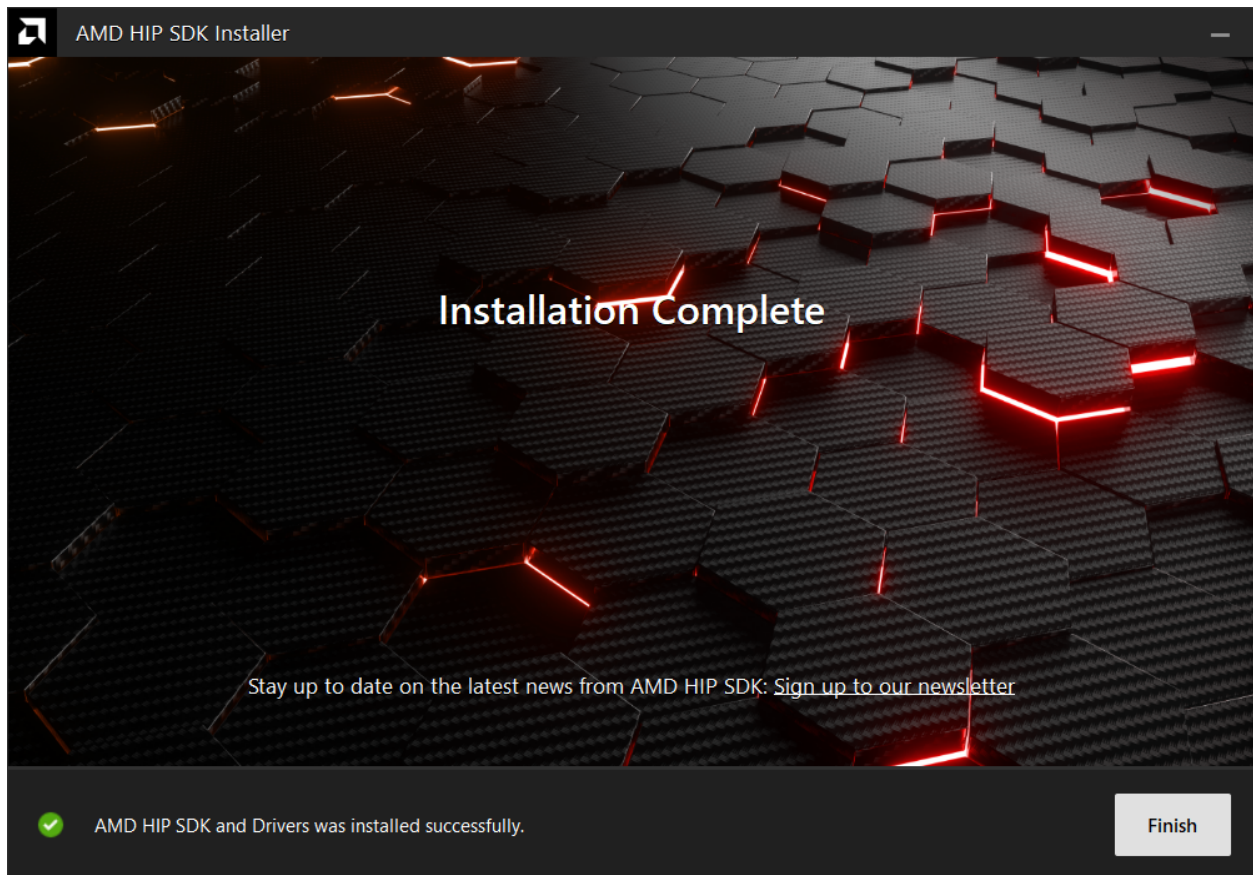 AMD HIP SDK Installer
Installation Complete
Stay up to date on the latest news from AMD HIP SDK: Sign up to our newsletter
AMD HIP SDK and Drivers was installed successfully.
Finish